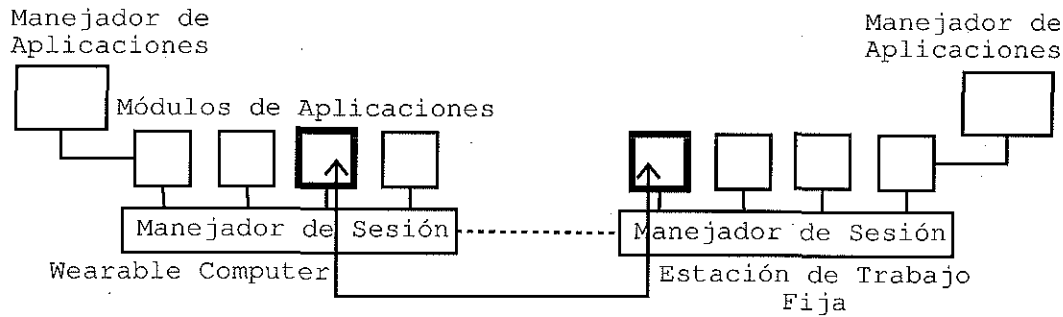 Manejador de
Aplicaciones
Manejador de
Aplicaciones
Módulos de Aplicaciones
Manejador de Sesión
Manejador de Sesión
Wearable Computer
Estación de Trabajo
Fija